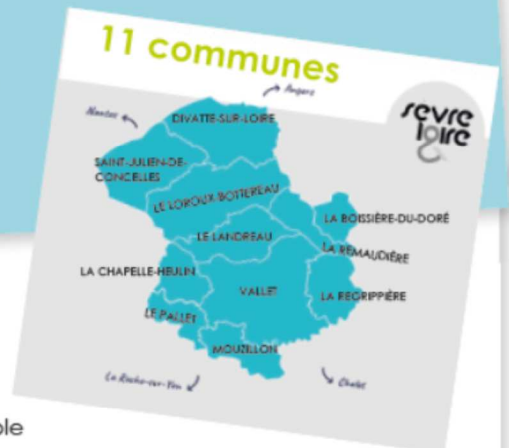 11 communes
sevre
loire
Nantes
Angers
DIVATTE-SUR-LOIRE
SAINT-JULIEN-DE-
CONCELLES
LE LOROUX-BOTTEREAU
LA BOISSIÈRE-DU-DORÉ
LE LANDREAU
LA REMAUDIÈRE
LA CHAPELLE-HEULIN
VALLET
LA REGRIPPIÈRE
LE PALLET
MOUZILLON
La Roche-sur-Yon
Cholet
ole